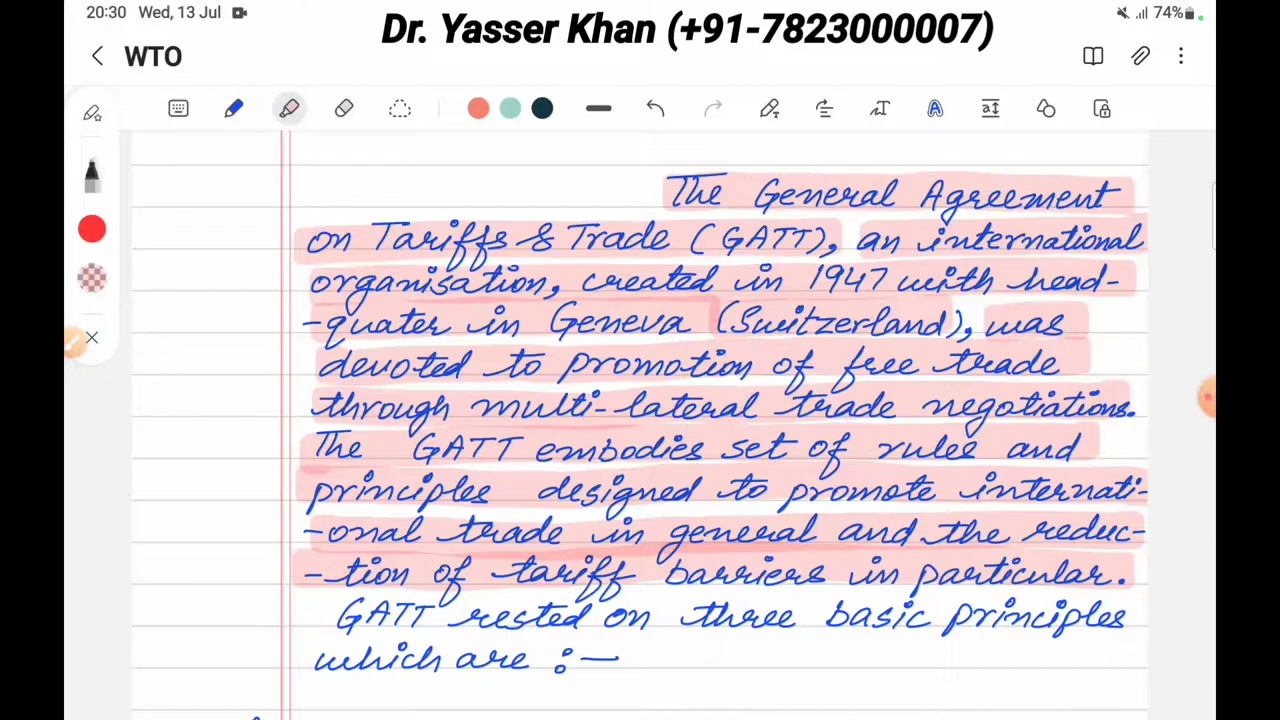 20:30 Wed, 13 Jul
74%
Dr. Yasser Khan (+91-7823000007)
WTO
The General Agreement
on Tariffs & Trade (GATT), an international
organisation, created in 1947 with head-
-quater in Geneva (Switzerland), was
devoted to promotion of free trade
through multi-lateral trade negotiations.
The GATT embodies set of rules and
principles designed to promote internati-
-onal trade in general and the reduc-
-tion of tariff barriers in particular.
GATT rested on three basic principles
which are :—